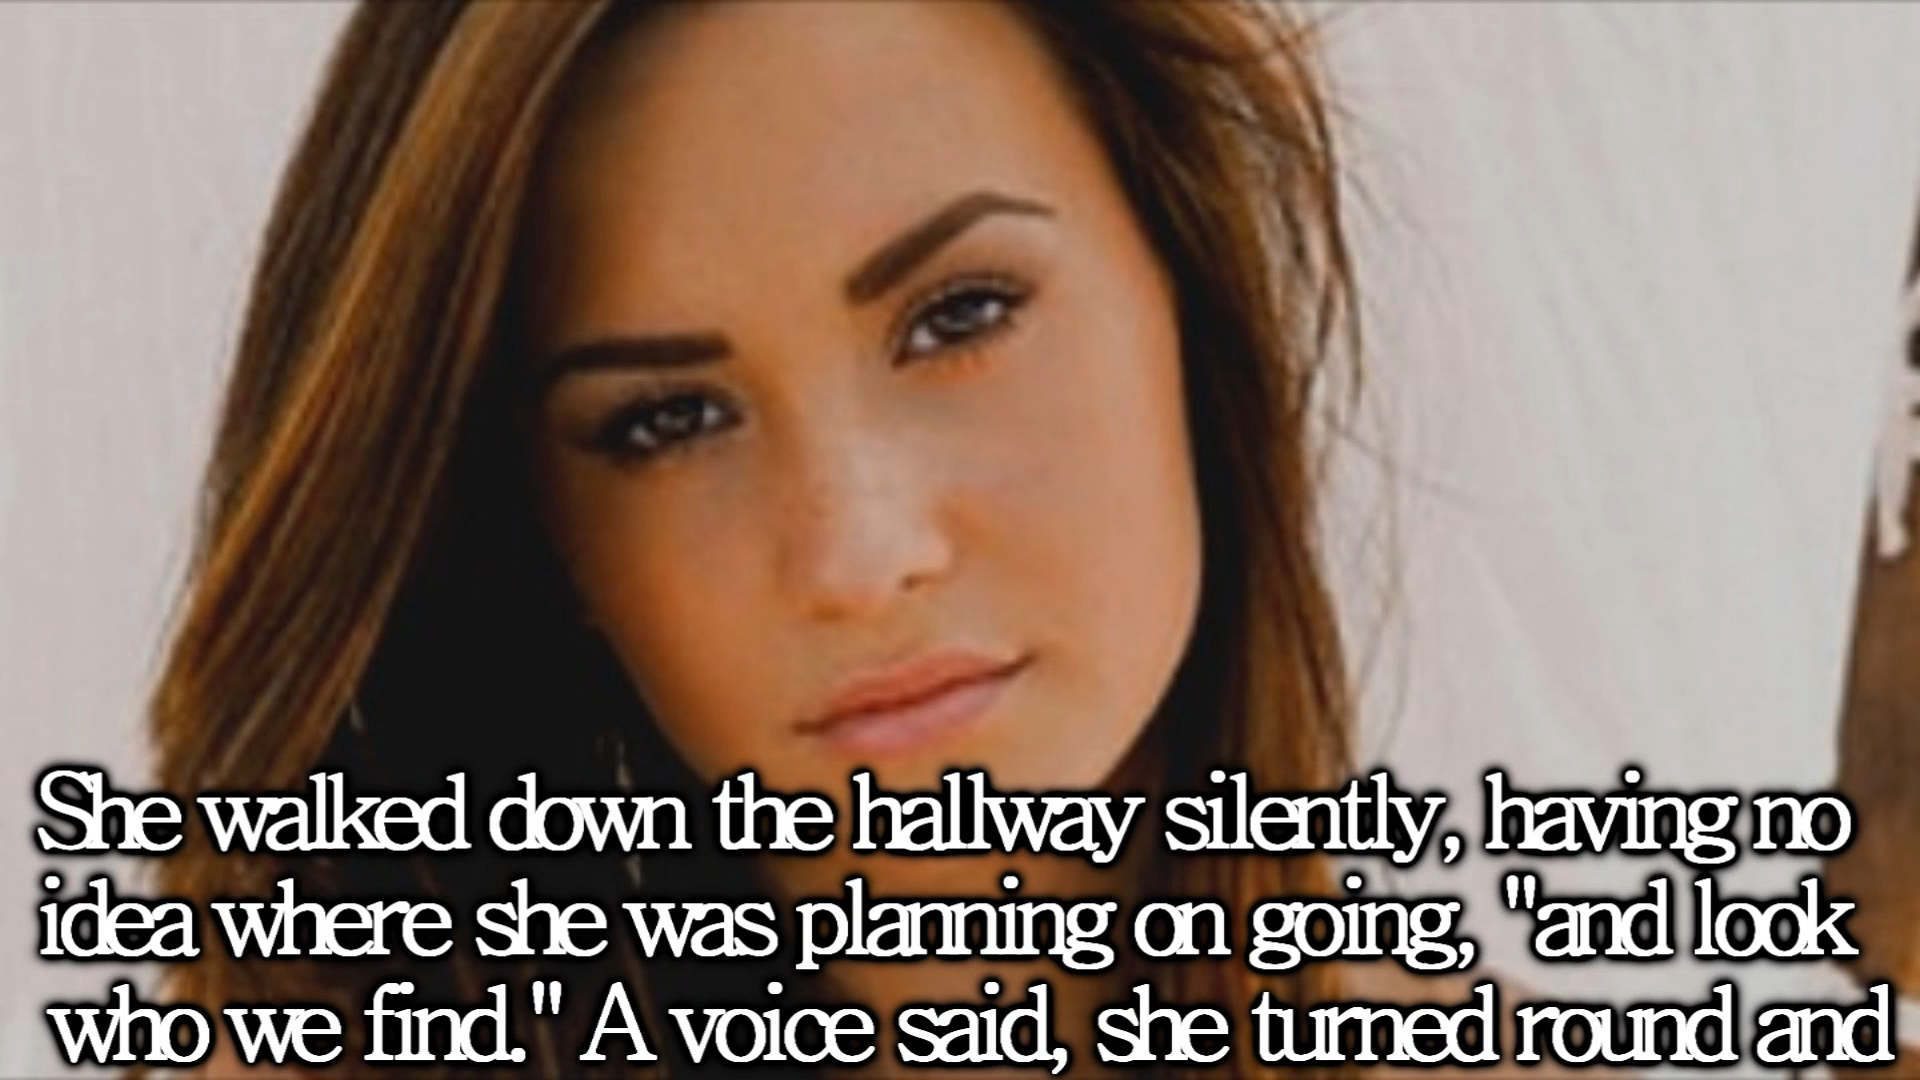 She walked down the hallway silently, having no
idea where she was planning on going, "and look
who we find." A voice said, she turned round and